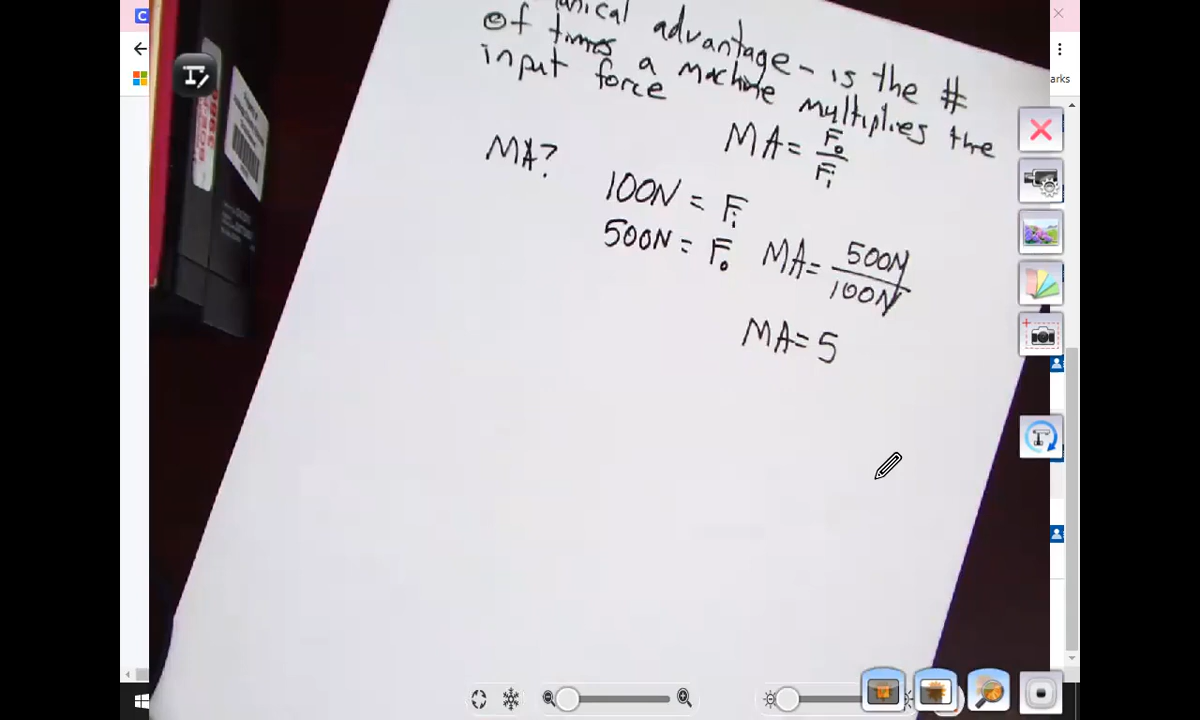 advantage - is the #
of times a machine multiplies the
input force
MA = Fo/Fi
MA?
100N = Fi
500N = Fo
MA = 500N/100N
MA = 5
arks